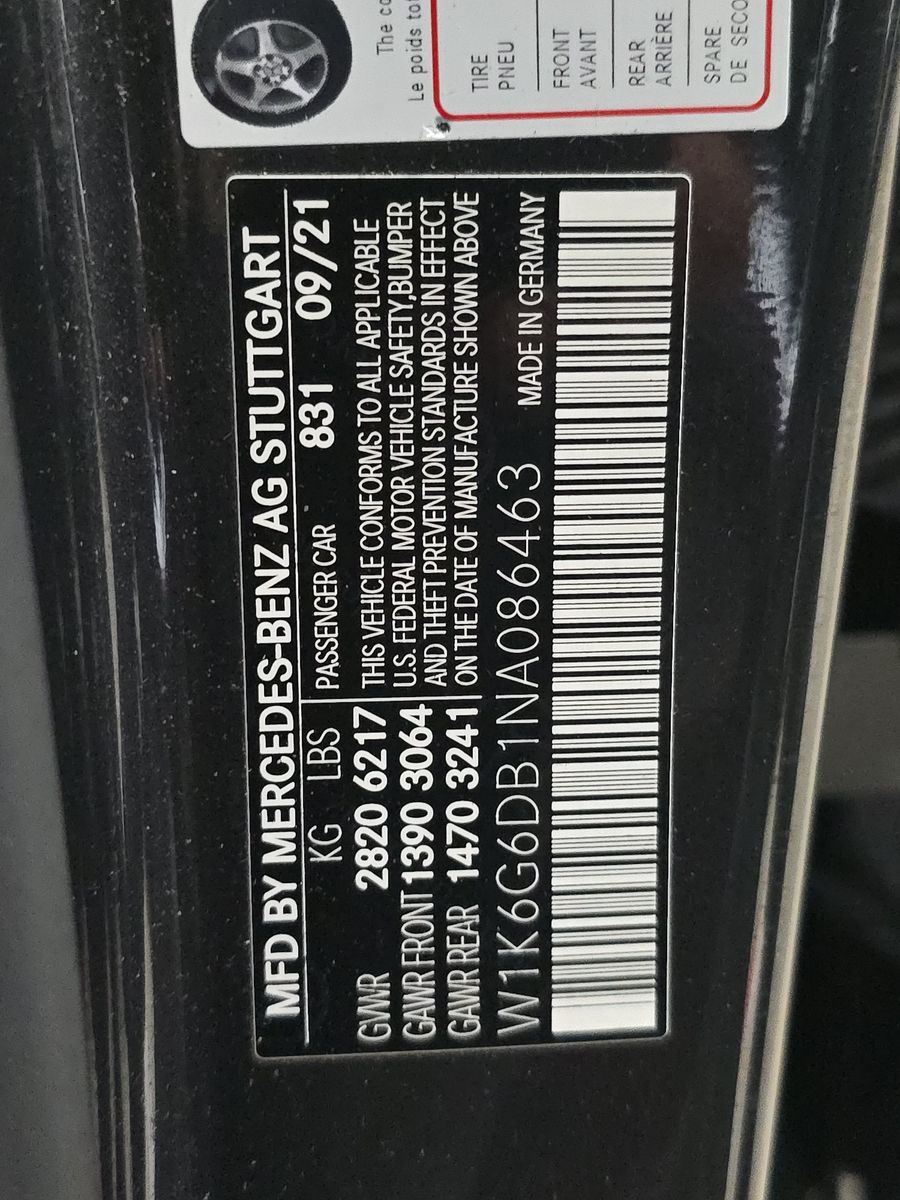 MFD BY MERCEDES-BENZ AG STUTTGART
KG LBS PASSENGER CAR 831 09/21
GVWR 2820 6217
GAWR FRONT 1390 3064
GAWR REAR 1470 3241
THIS VEHICLE CONFORMS TO ALL APPLICABLE
U.S. FEDERAL MOTOR VEHICLE SAFETY,BUMPER
AND THEFT PREVENTION STANDARDS IN EFFECT
ON THE DATE OF MANUFACTURE SHOWN ABOVE
W1K6G6DB1NA086463 MADE IN GERMANY
The
Le poids
TIRE
PNEU
FRONT
AVANT
REAR
ARRIÈRE
SPARE
DE